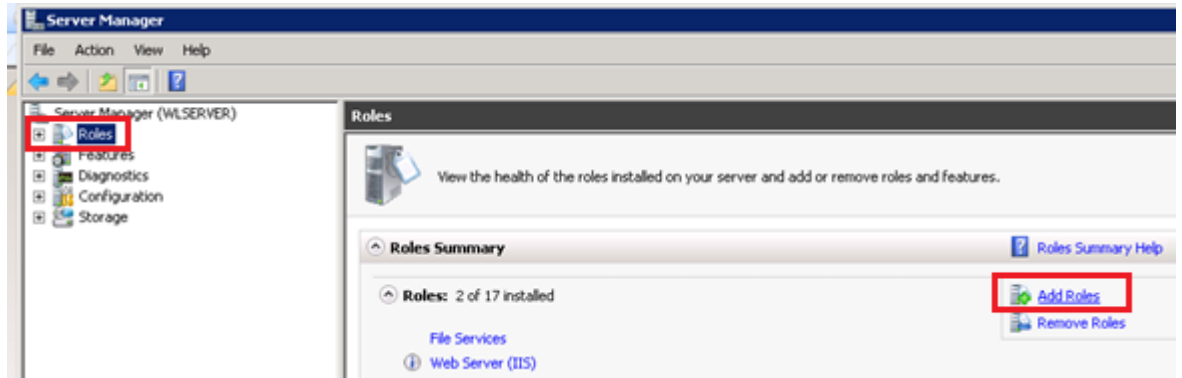 Server Manager
File Action View Help
Server Manager (WLSERVER)
Roles
Features
Diagnostics
Configuration
Storage
Roles
View the health of the roles installed on your server and add or remove roles and features.
Roles Summary
Roles Summary Help
Roles: 2 of 17 installed
Add Roles
Remove Roles
File Services
Web Server (IIS)